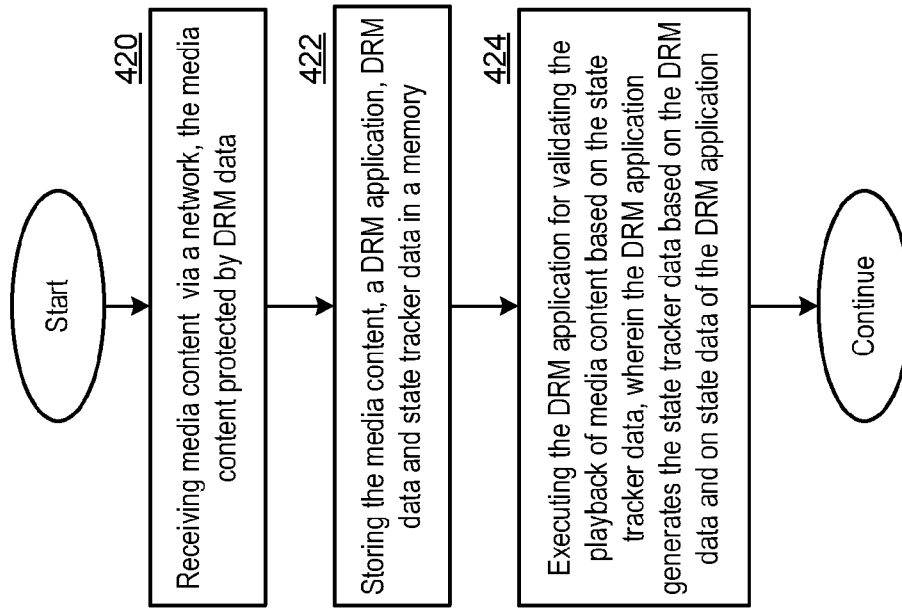 Start
420
Receiving media content via a network, the media
content protected by DRM data
422
Storing the media content, a DRM application, DRM
data and state tracker data in a memory
424
Executing the DRM application for validating the
playback of media content based on the state
tracker data, wherein the DRM application
generates the state tracker data based on the DRM
data and on state data of the DRM application
Continue